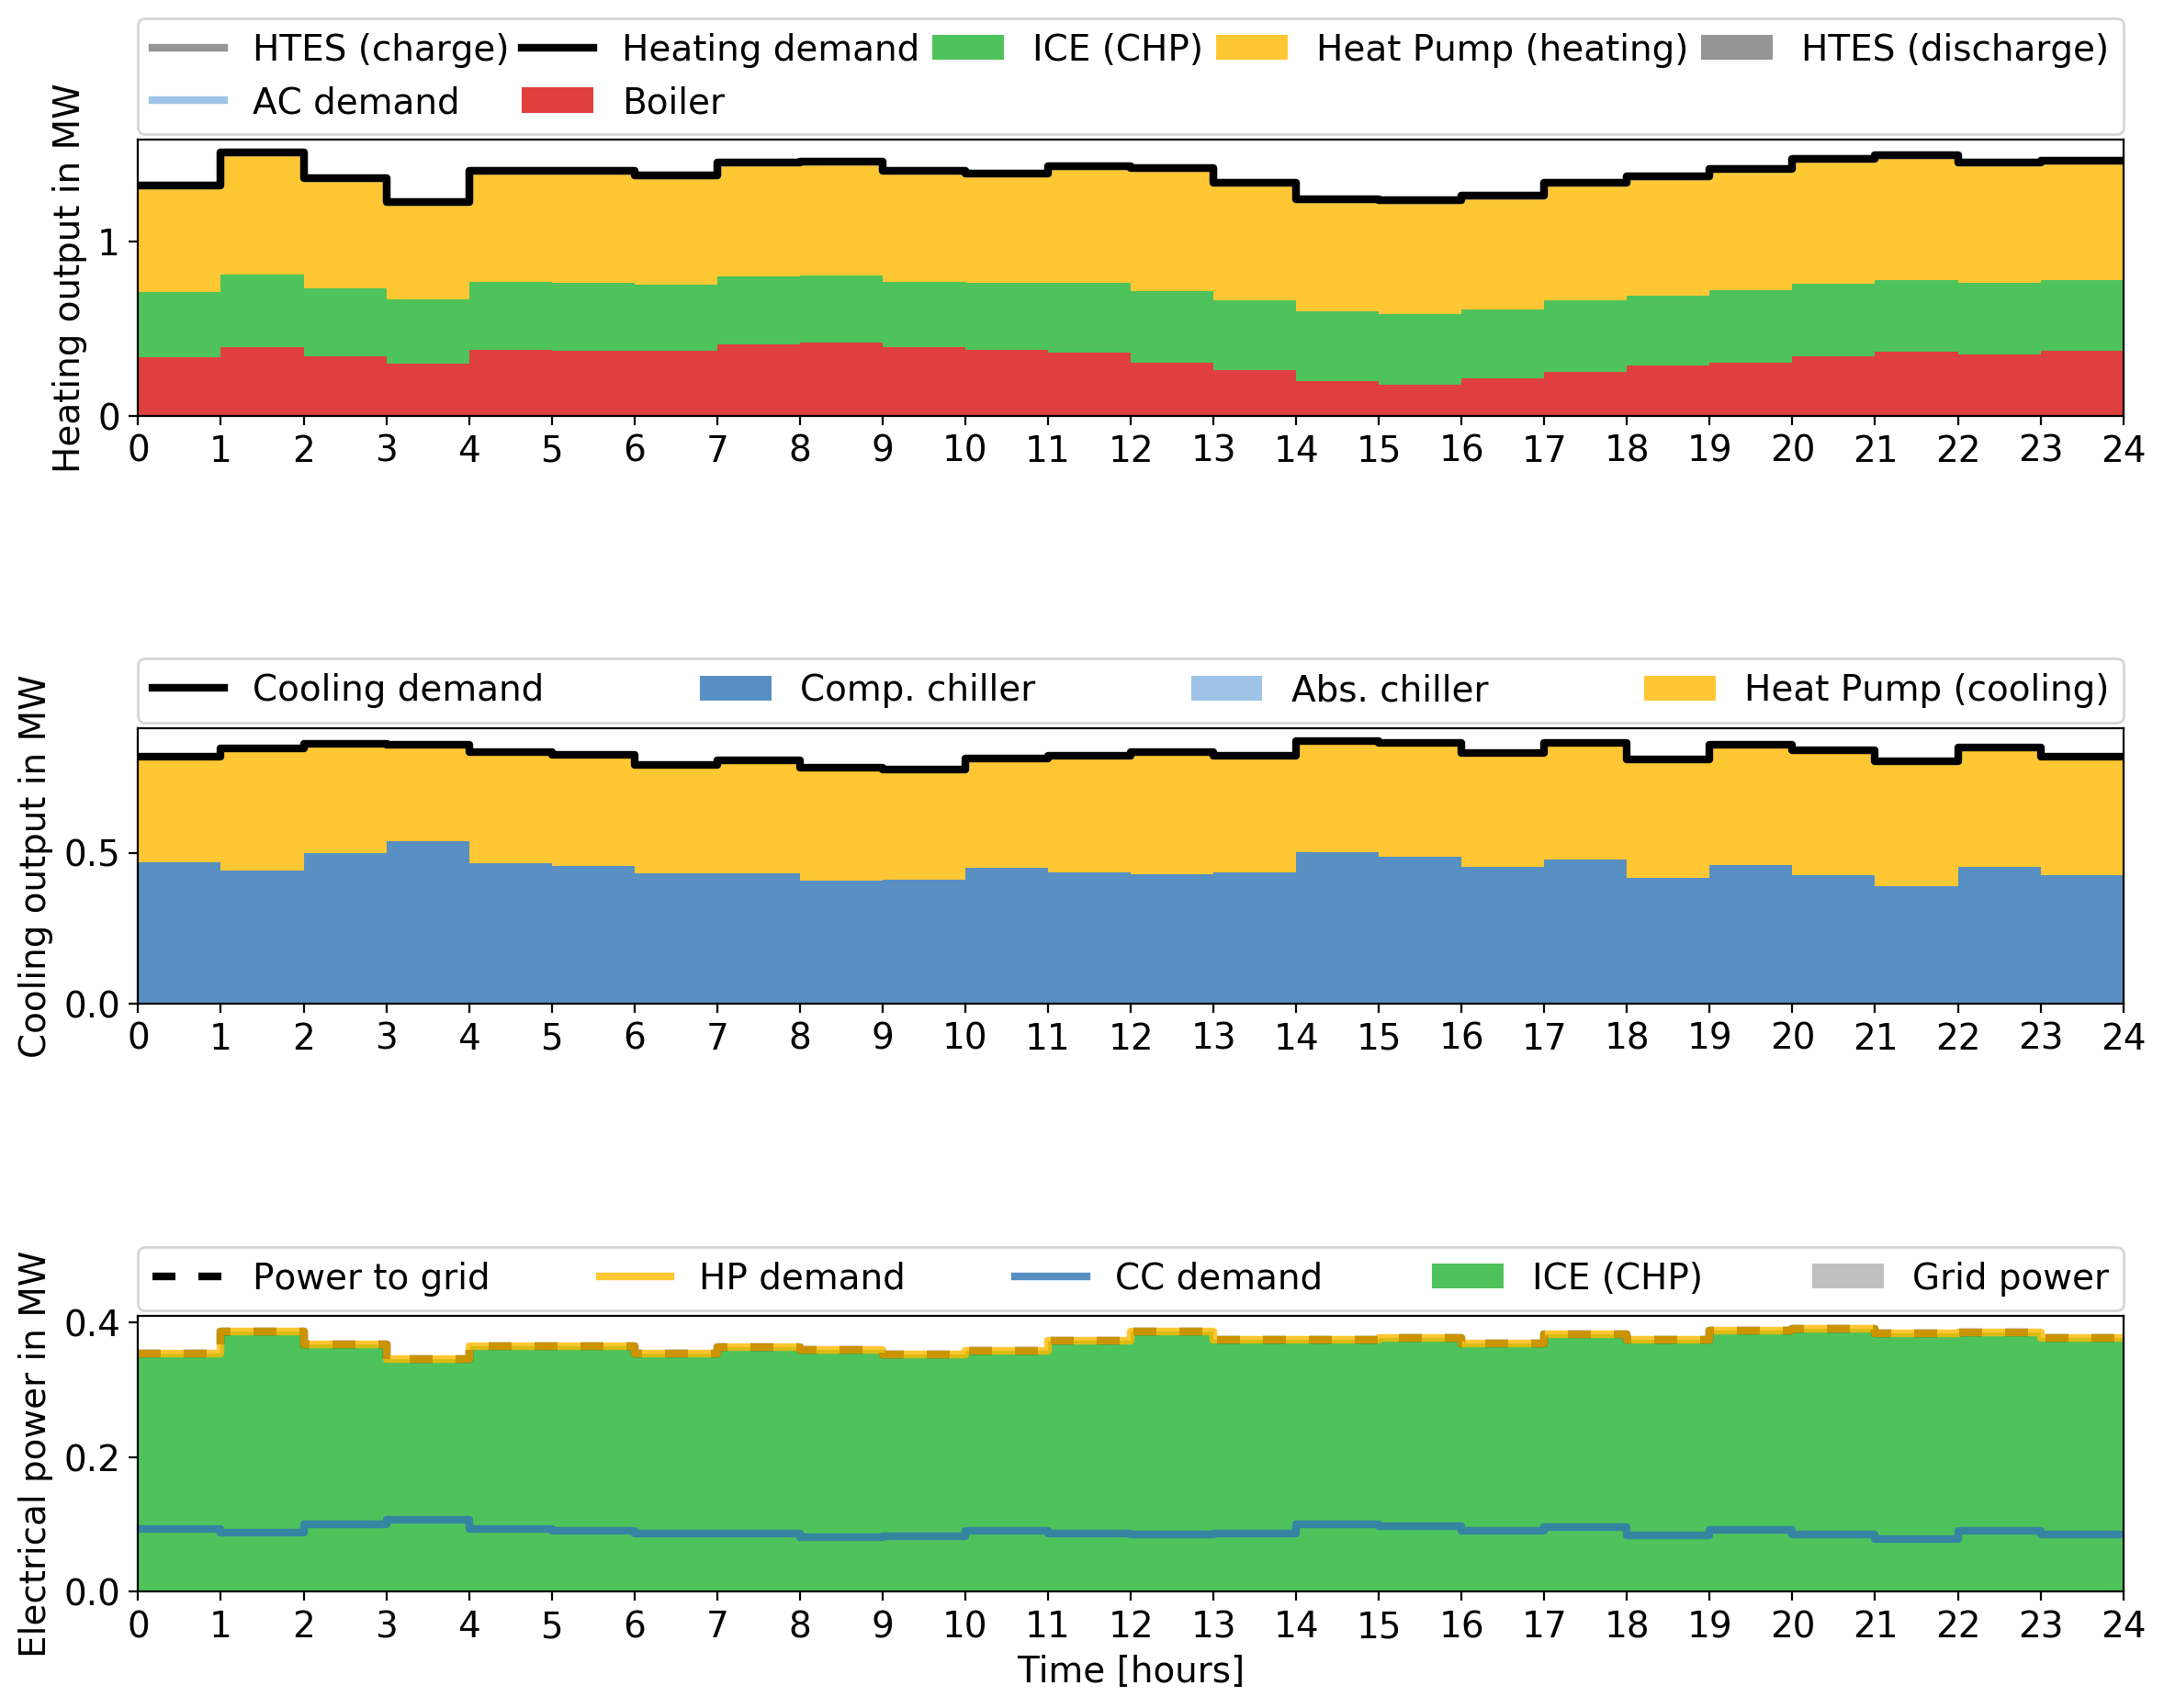 HTES (charge) Heating demand ICE (CHP) Heat Pump (heating) HTES (discharge)
AC demand Boiler
Heating output in MW
1
0
0 1 2 3 4 5 6 7 8 9 10 11 12 13 14 15 16 17 18 19 20 21 22 23 24
Cooling demand Comp. chiller Abs. chiller Heat Pump (cooling)
Cooling output in MW
0.5
0.0
0 1 2 3 4 5 6 7 8 9 10 11 12 13 14 15 16 17 18 19 20 21 22 23 24
Power to grid HP demand CC demand ICE (CHP) Grid power
Electrical power in MW
0.4
0.2
0.0
0 1 2 3 4 5 6 7 8 9 10 11 12 13 14 15 16 17 18 19 20 21 22 23 24
Time [hours]